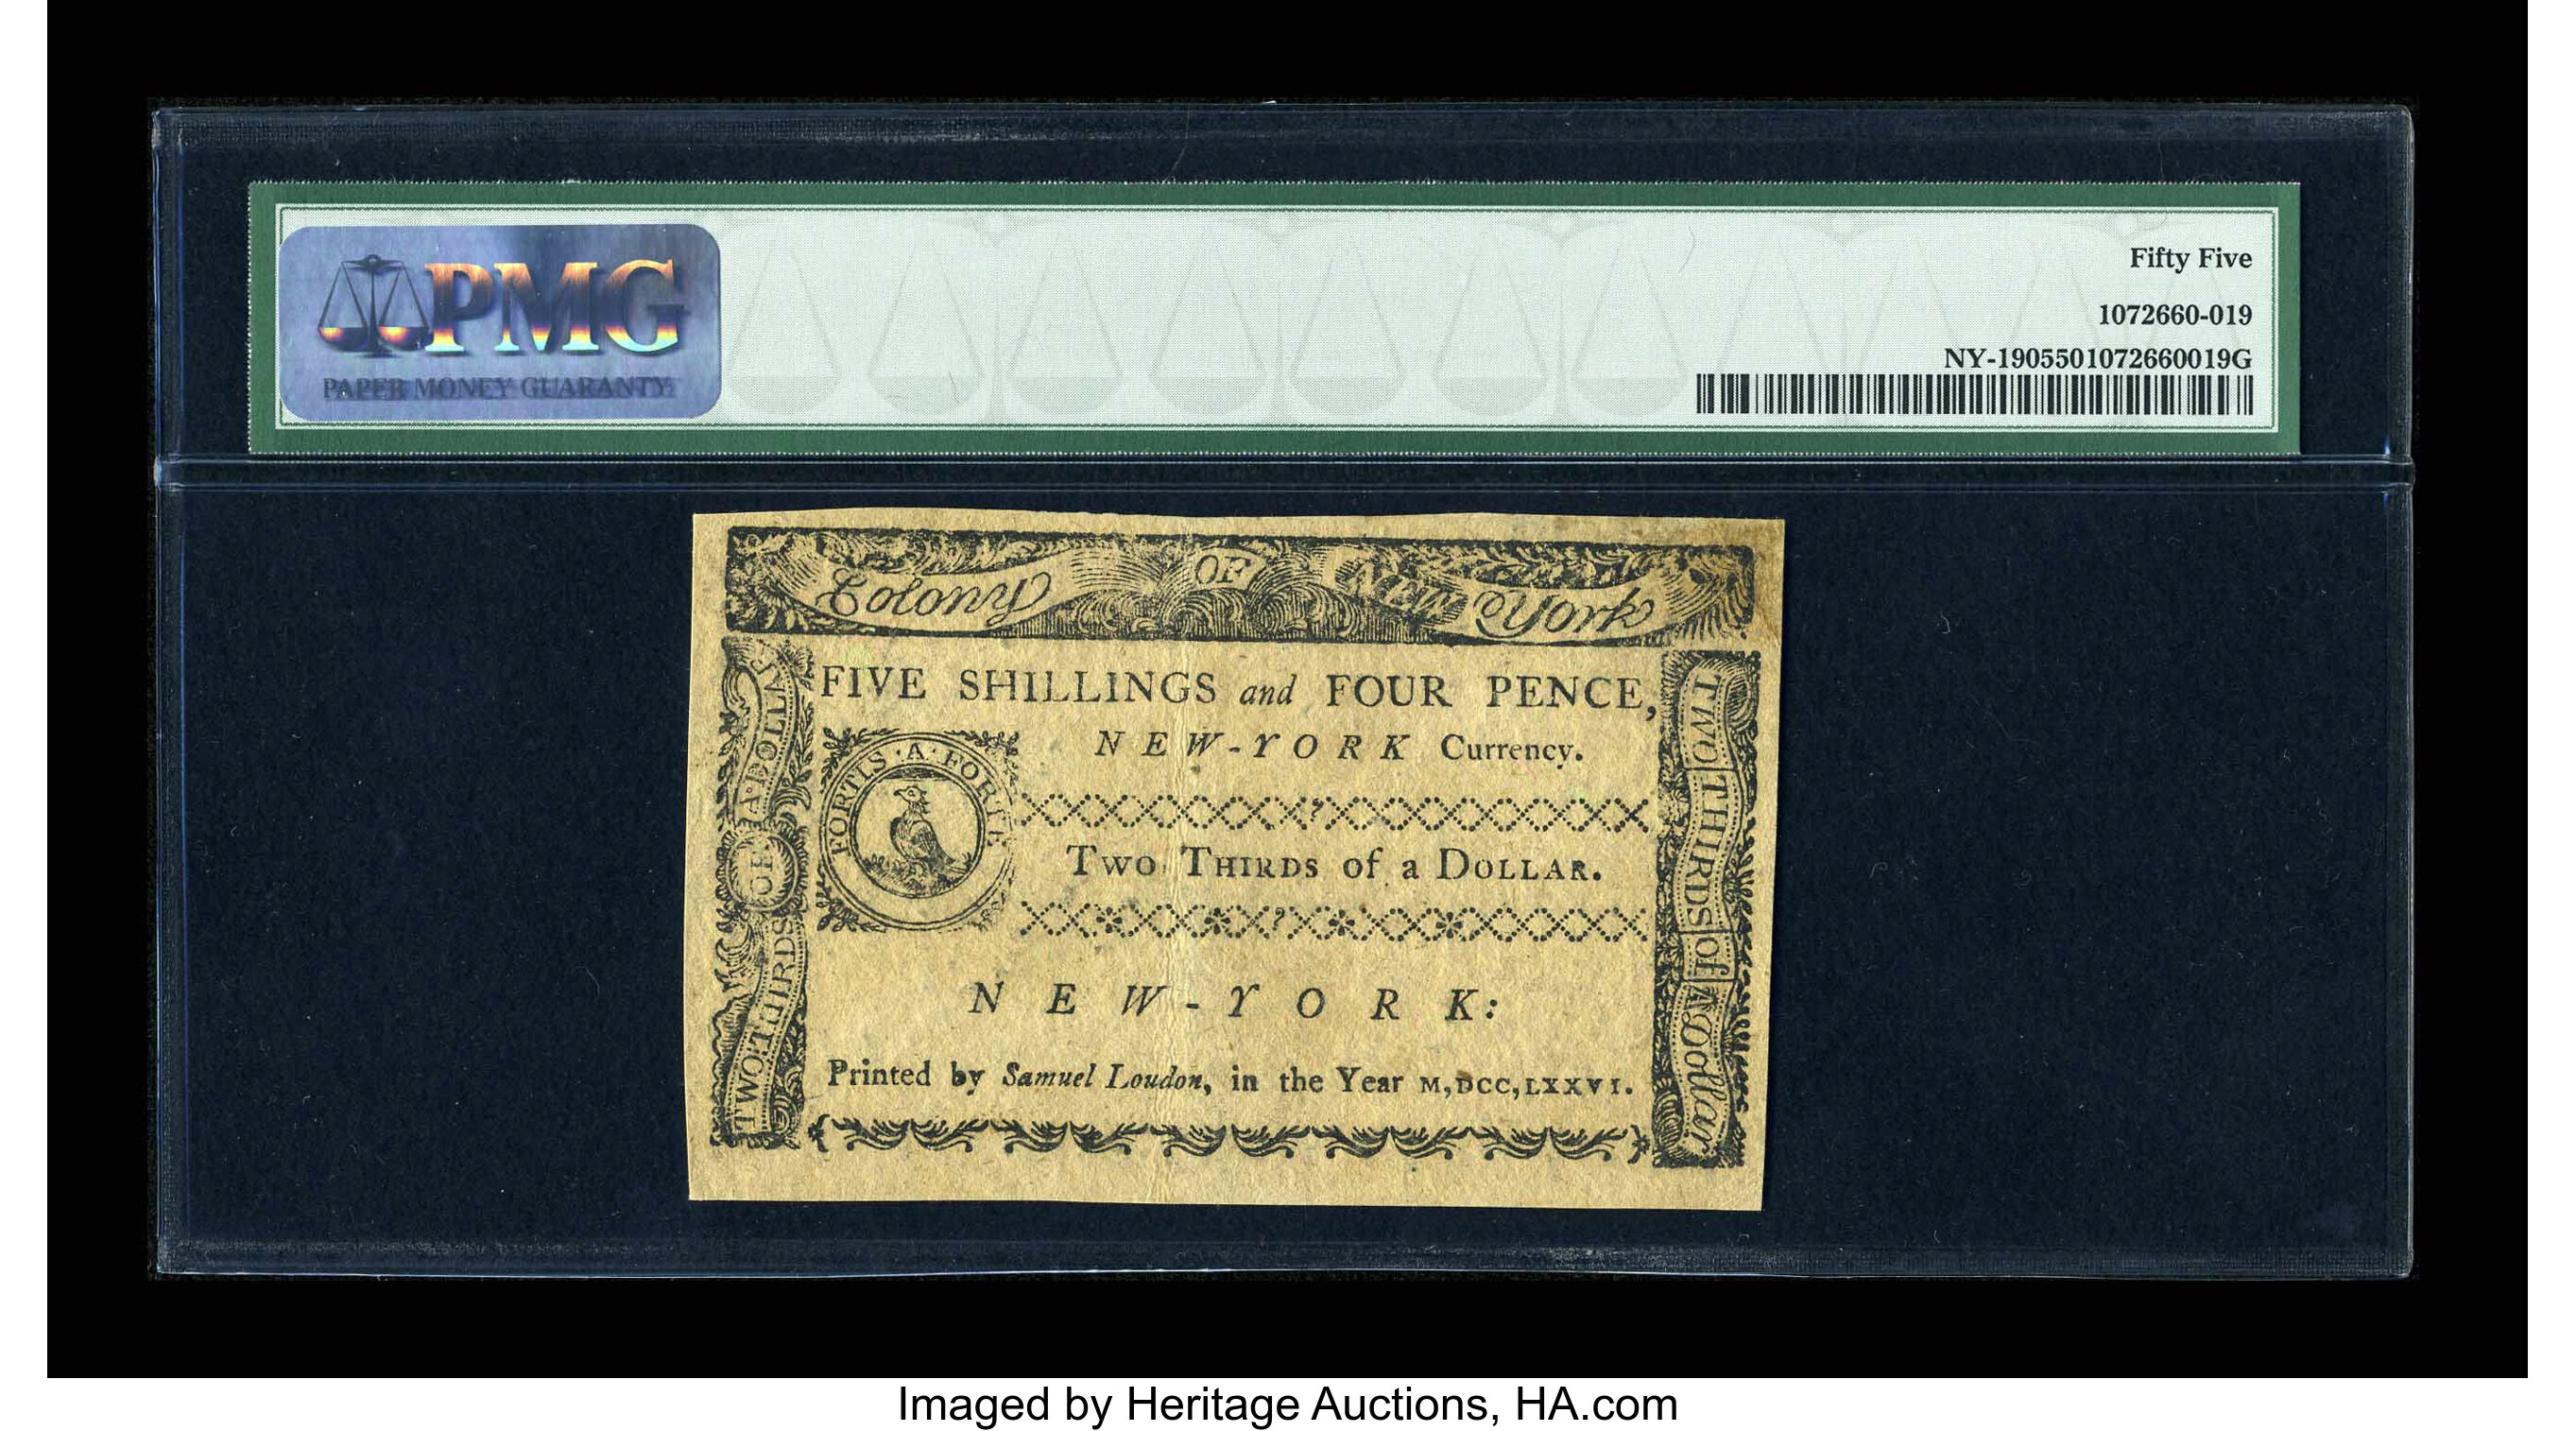 PMG
PAPER MONEY GUARANTY
Fifty Five
1072660-019
NY-1905501072660019G
Colony OF NEW York
FIVE SHILLINGS and FOUR PENCE,
NEW-YORK Currency.
FORTIS·A·FORTE
Two Thirds of a Dollar.
NEW-YORK:
Printed by Samuel Loudon, in the Year M,DCC,LXXVI.
TWO THIRDS OF A DOLLAR
TWO THIRDS of A Dollar
Imaged by Heritage Auctions, HA.com